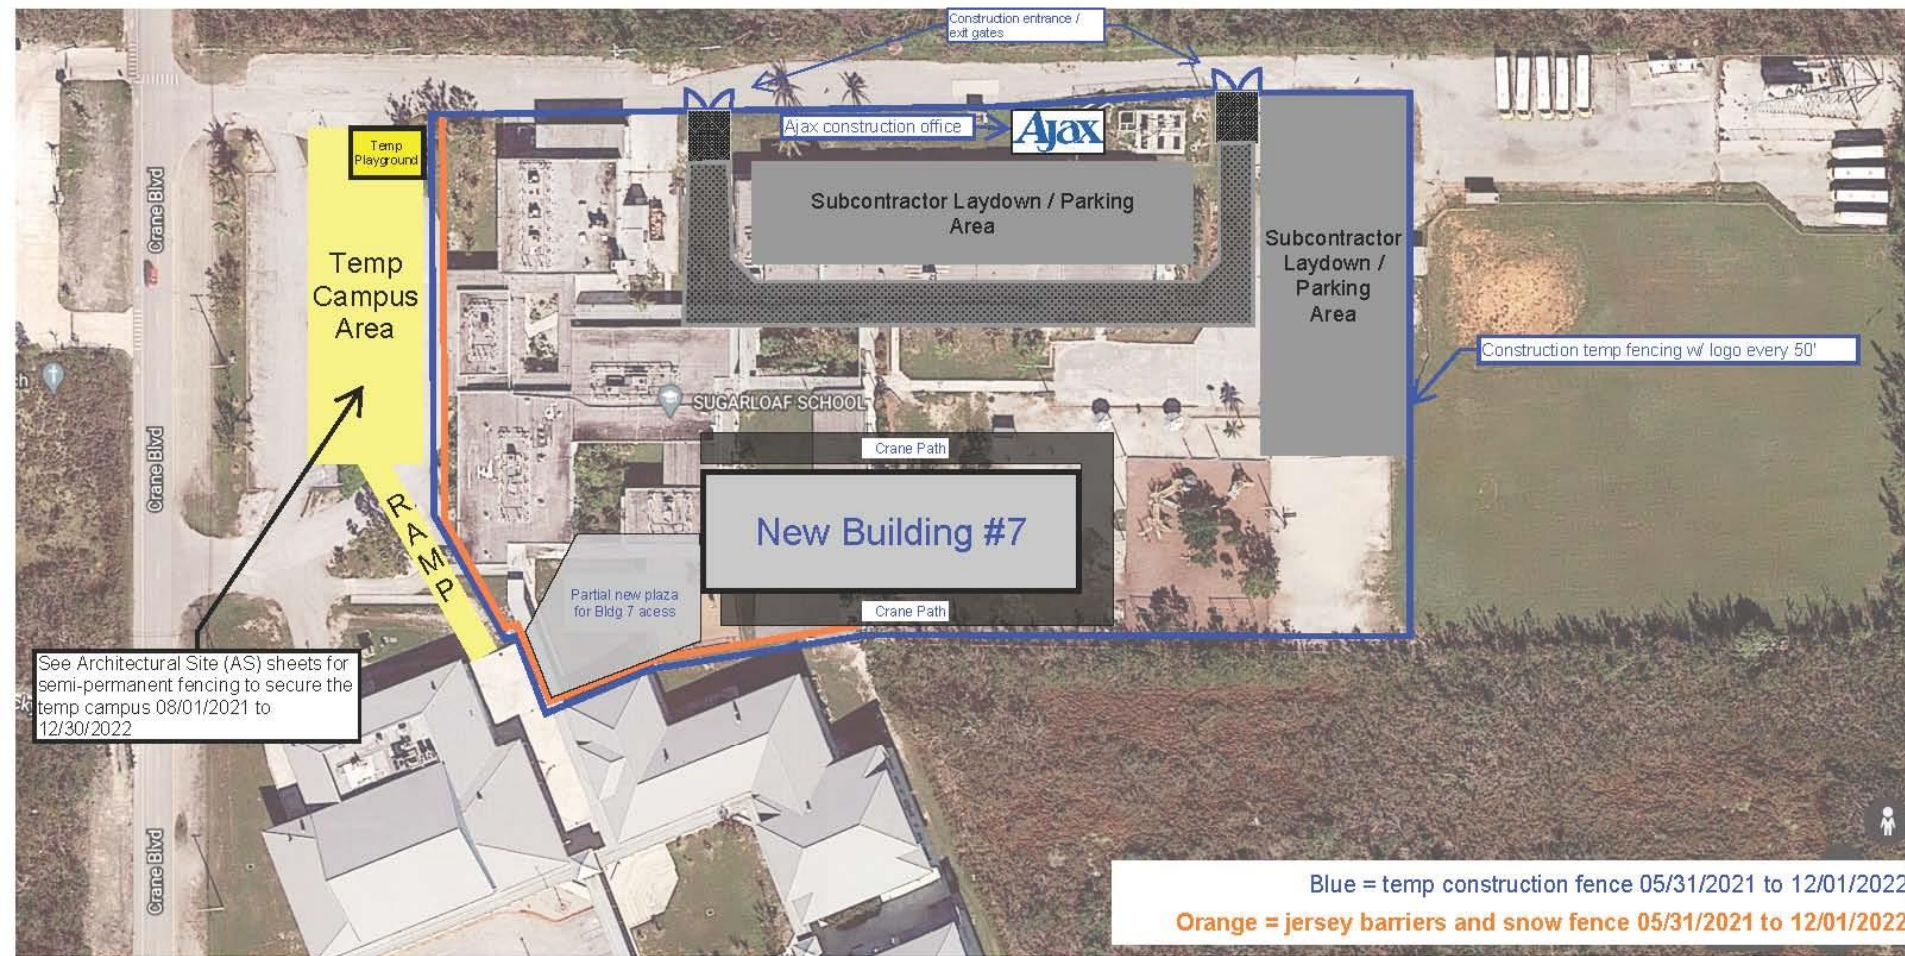 Construction entrance /
exit gates
Ajax construction office
Ajax
Temp
Playground
Subcontractor Laydown / Parking
Area
Subcontractor
Laydown /
Parking
Area
Crane Blvd
Temp
Campus
Area
Construction temp fencing w/ logo every 50'
SUGARLOAF SCHOOL
Crane Blvd
Crane Path
RAMP
New Building #7
Partial new plaza
for Bldg 7 acess
Crane Path
See Architectural Site (AS) sheets for
semi-permanent fencing to secure the
temp campus 08/01/2021 to
12/30/2022
Crane Blvd
Blue = temp construction fence 05/31/2021 to 12/01/2022
Orange = jersey barriers and snow fence 05/31/2021 to 12/01/2022